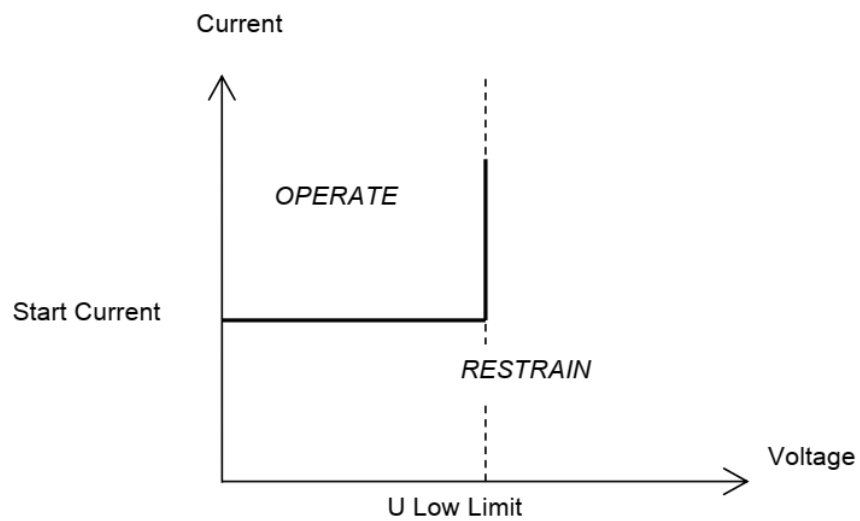 Current
OPERATE
Start Current
RESTRAIN
Voltage
U Low Limit